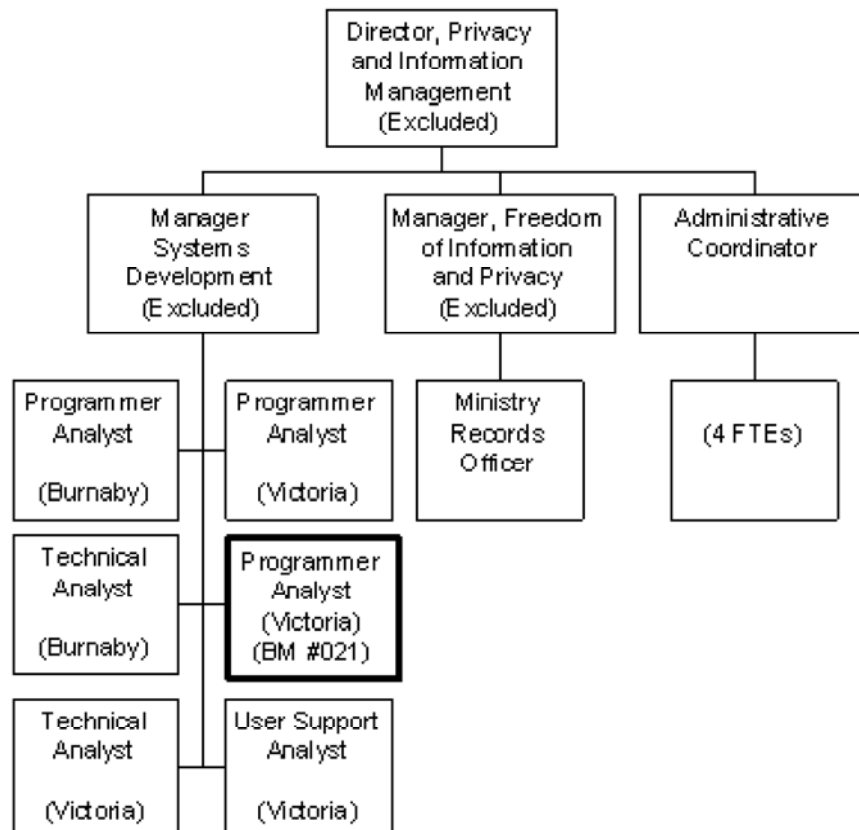 Director, Privacy
and Information
Management
(Excluded)
Manager
Systems
Development
(Excluded)
Manager, Freedom
of Information
and Privacy
(Excluded)
Administrative
Coordinator
Programmer
Analyst
(Burnaby)
Programmer
Analyst
(Victoria)
Ministry
Records
Officer
(4 FTEs)
Technical
Analyst
(Burnaby)
Programmer
Analyst
(Victoria)
(BM #021)
Technical
Analyst
(Victoria)
User Support
Analyst
(Victoria)